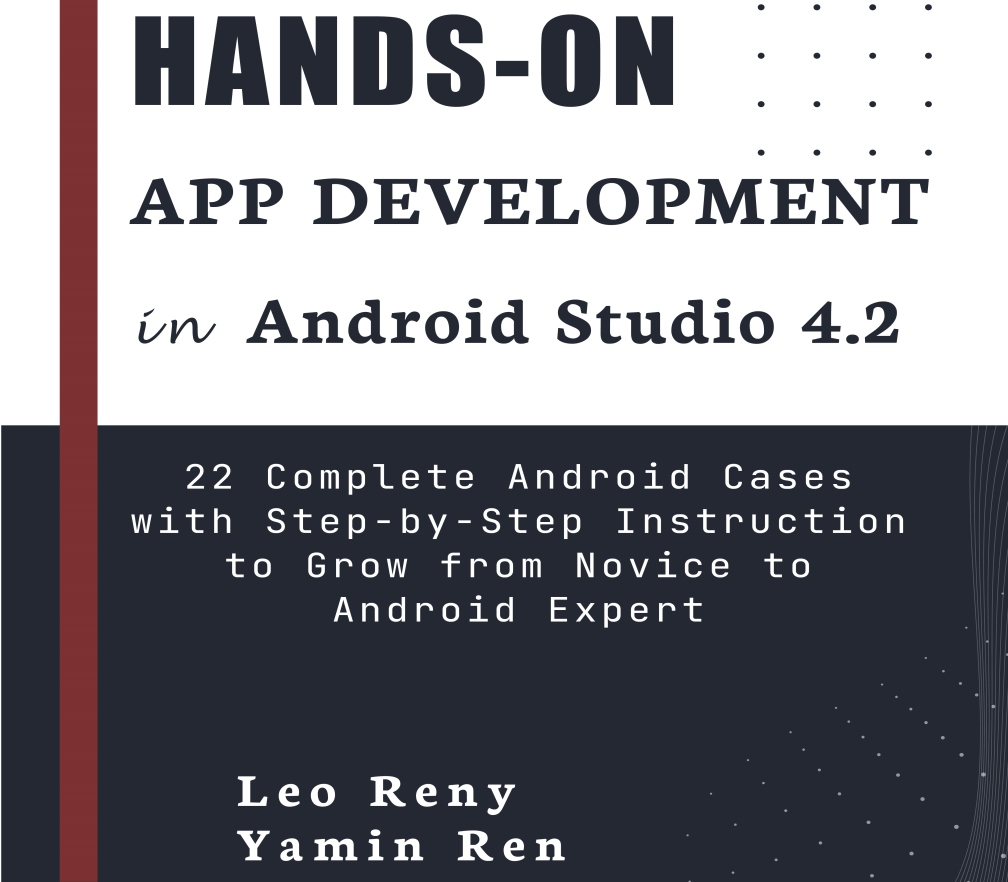 HANDS-ON
APP DEVELOPMENT
in Android Studio 4.2
22 Complete Android Cases
with Step-by-Step Instruction
to Grow from Novice to
Android Expert
Leo Reny
Yamin Ren